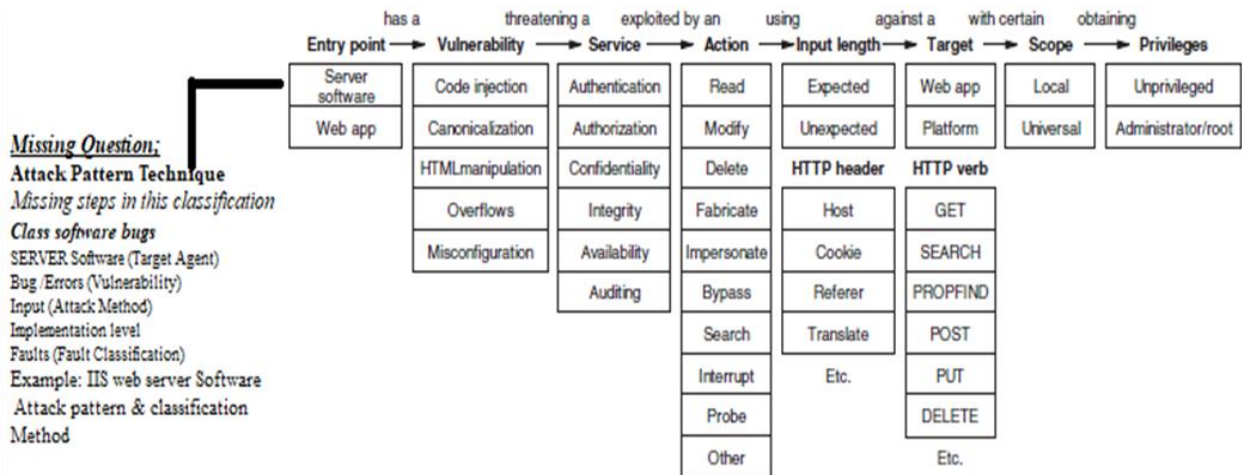 has a threatening a exploited by an using against a with certain obtaining
Entry point Vulnerability Service Action Input length Target Scope Privileges
Server software
Web app
Code injection
Canonicalization
HTMLmanipulation
Overflows
Misconfiguration
Authentication
Authorization
Confidentiality
Integrity
Availability
Auditing
Read
Modify
Delete
Fabricate
Impersonate
Bypass
Search
Interrupt
Probe
Other
Expected
Unexpected
HTTP header
Host
Cookie
Referer
Translate
Etc.
Web app
Platform
HTTP verb
GET
SEARCH
PROPFIND
POST
PUT
DELETE
Etc.
Local
Universal
Unprivileged
Administrator/root
Missing Question;
Attack Pattern Technique
Missing steps in this classification
Class software bugs
SERVER Software (Target Agent)
Bug /Errors (Vulnerability)
Input (Attack Method)
Implementation level
Faults (Fault Classification)
Example: IIS web server Software
Attack pattern & classification
Method